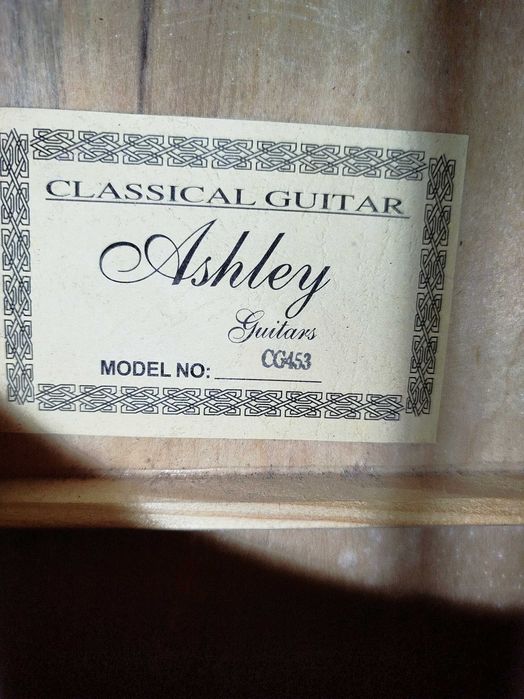 CLASSICAL GUITAR
Ashley
Guitars
MODEL NO: CG453